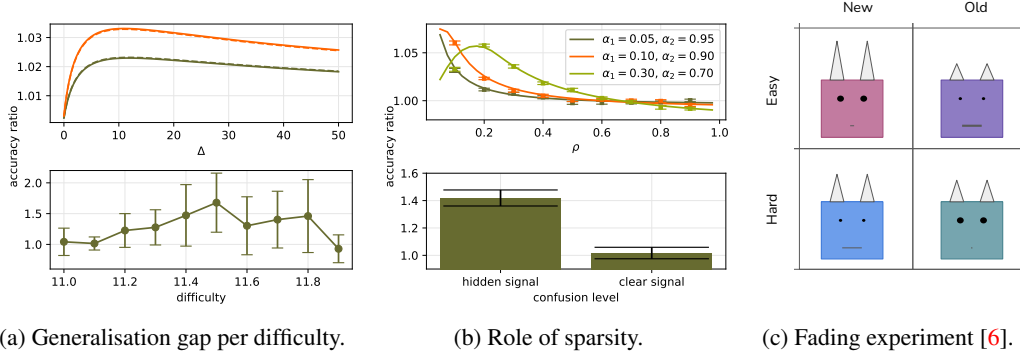 accuracy ratio
1.03
1.02
1.01
0 10 20 30 40 50
Δ
2.0
1.5
1.0
11.0 11.2 11.4 11.6 11.8
difficulty
(a) Generalisation gap per difficulty.
accuracy ratio
1.05
1.00
α₁ = 0.05, α₂ = 0.95
α₁ = 0.10, α₂ = 0.90
α₁ = 0.30, α₂ = 0.70
0.2 0.4 0.6 0.8 1.0
ρ
1.6
1.4
1.2
1.0
hidden signal clear signal
confusion level
(b) Role of sparsity.
New Old
Easy
Hard
(c) Fading experiment [6].